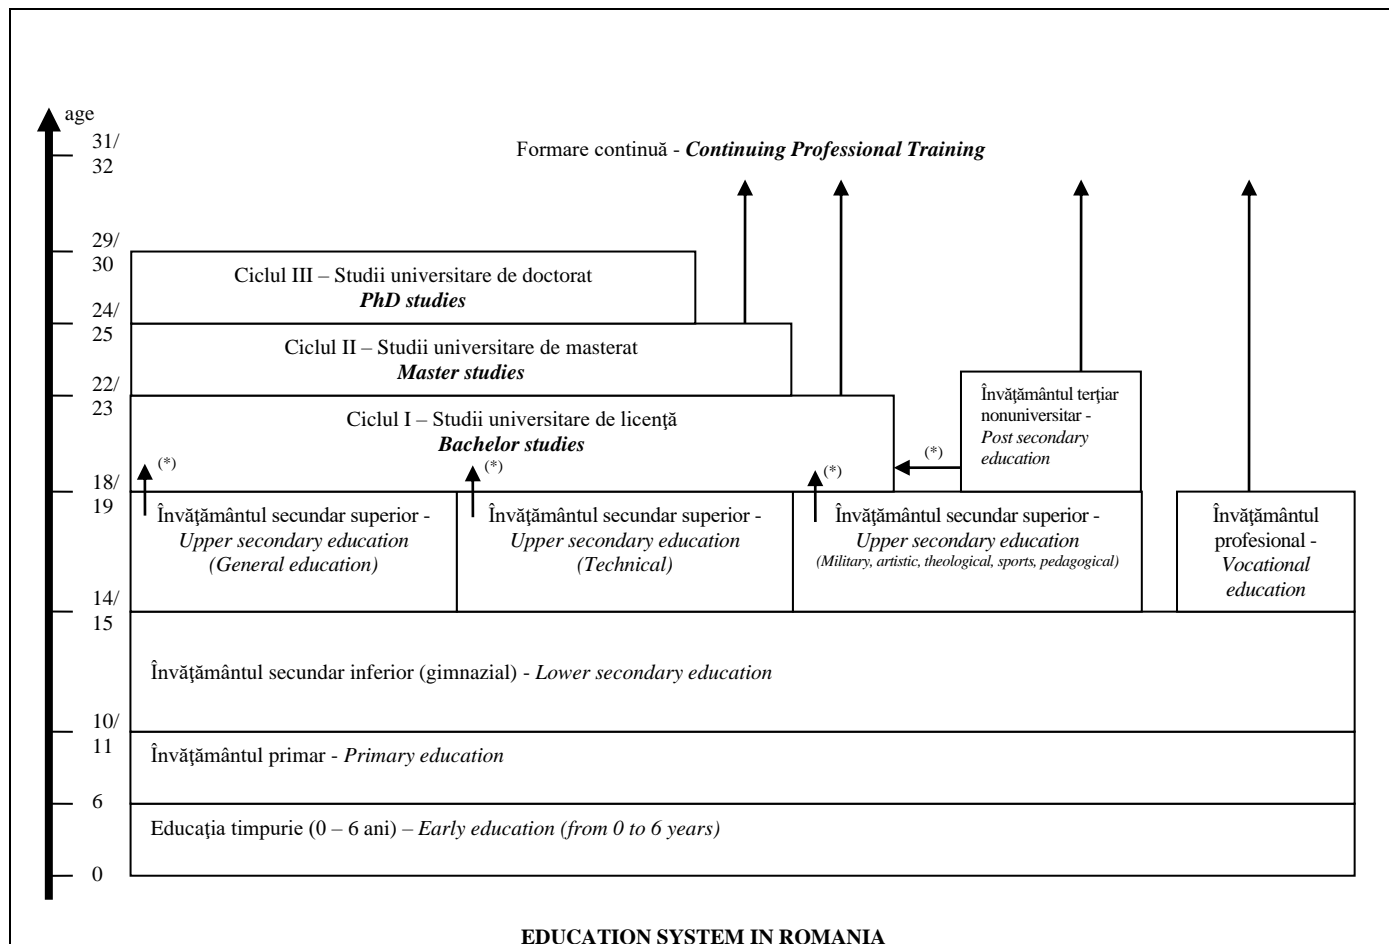 age
31/
32
Formare continuă - Continuing Professional Training
29/
30
Ciclul III – Studii universitare de doctorat
PhD studies
24/
25
Ciclul II – Studii universitare de masterat
Master studies
22/
23
Ciclul I – Studii universitare de licenţă
Bachelor studies
Învăţământul terţiar
nonuniversitar -
Post secondary
education
(*)
(*)
(*)
(*)
18/
19
Învăţământul secundar superior -
Upper secondary education
(General education)
Învăţământul secundar superior -
Upper secondary education
(Technical)
Învăţământul secundar superior -
Upper secondary education
(Military, artistic, theological, sports, pedagogical)
Învăţământul
profesional -
Vocational
education
14/
15
Învăţământul secundar inferior (gimnazial) - Lower secondary education
10/
11
Învăţământul primar - Primary education
6
Educaţia timpurie (0 – 6 ani) – Early education (from 0 to 6 years)
0
EDUCATION SYSTEM IN ROMANIA